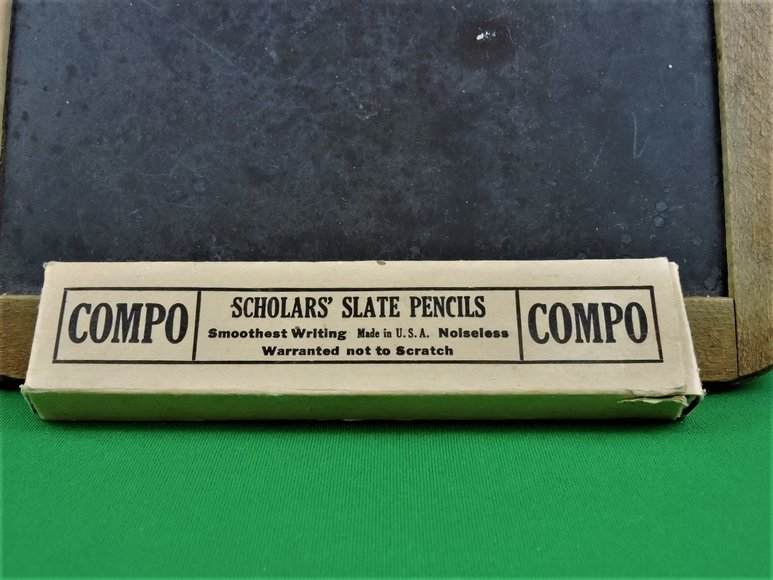 COMPO
SCHOLARS' SLATE PENCILS
Smoothest Writing Made in U.S.A. Noiseless
Warranted not to Scratch
COMPO